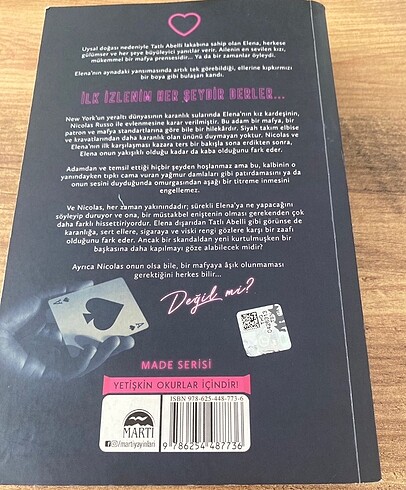 Uysal doğası nedeniyle Tatlı Abelli lakabına sahip olan Elena, herkese
gülümser ve her şeye büyüleyici yanıtlar verir. Ailenin en sevilen kızı,
mükemmel bir mafya prensesidir... Ya da bir zamanlar öyleydi.
Elena'nın aynadaki yansımasında artık tek görebildiği, ellerine kıpkırmızı
bir boya gibi bulaşan kandı.
İLK İZLENİM HER ŞEYDİR DERLER...
New York'un yeraltı dünyasının karanlık sularında Elena'nın kız kardeşinin,
Nicolas Russo ile evlenmesine karar verilmiştir. Bu adam bir mafya, bir
patron ve mafya standartlarına göre bile bir hilekârdır. Siyah takım elbise
ve kravatlarından daha karanlık olan ününü duymayan yoktur. Nicolas ve
Elena'nın ilk karşılaşması kazara ters bir bakışla sona erdikten sonra,
Elena onun yakışıklı olduğu kadar da kaba olduğunu fark eder.
Adamdan ve temsil ettiği hiçbir şeyden hoşlanmaz ama bu, kalbinin o
yanındayken tıpkı cama vuran yağmur damlaları gibi patırdamasını ya da
onun sesini duyduğunda omurgasından aşağı bir titreme inmesini
engellemez.
Ve Nicolas, her zaman yakınındadır; sürekli Elena'ya ne yapacağını
söyleyip duruyor ve ona, bir müstakbel eniştenin olması gerekenden çok
daha farklı hissettiriyordur. Elena dışarıdan Tatlı Abelli gibi görünse de
karanlığa, sert ellere, sigaraya ve viski rengi gözlere karşı bir zaafı
olduğunu fark eder. Ancak bir skandaldan yeni kurtulmuşken bir
başkasına daha kapılmayı göze alabilecek midir?
Ayrıca Nicolas onun olsa bile, bir mafyaya âşık olunmaması
gerektiğini herkes bilir...
Değil mi?
A
A
MADE SERİSİ
YETİŞKİN OKURLAR İÇİNDİR!
ISBN 978-625-448-773-6
MARTI
/martiyayinlari
9 786254 487736